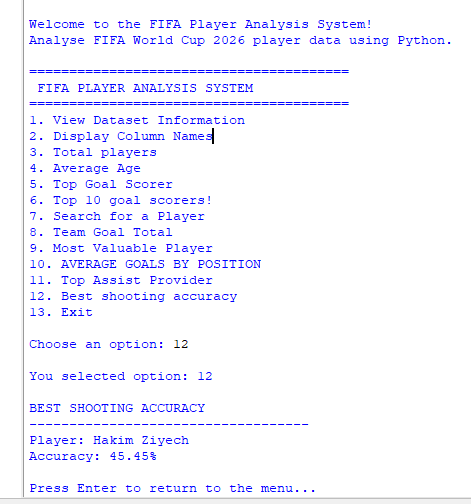 Welcome to the FIFA Player Analysis System!
Analyse FIFA World Cup 2026 player data using Python.
========================================
FIFA PLAYER ANALYSIS SYSTEM
========================================
1. View Dataset Information
2. Display Column Names
3. Total players
4. Average Age
5. Top Goal Scorer
6. Top 10 goal scorers!
7. Search for a Player
8. Team Goal Total
9. Most Valuable Player
10. AVERAGE GOALS BY POSITION
11. Top Assist Provider
12. Best shooting accuracy
13. Exit
Choose an option: 12
You selected option: 12
BEST SHOOTING ACCURACY
-----------------------------------
Player: Hakim Ziyech
Accuracy: 45.45%
Press Enter to return to the menu...